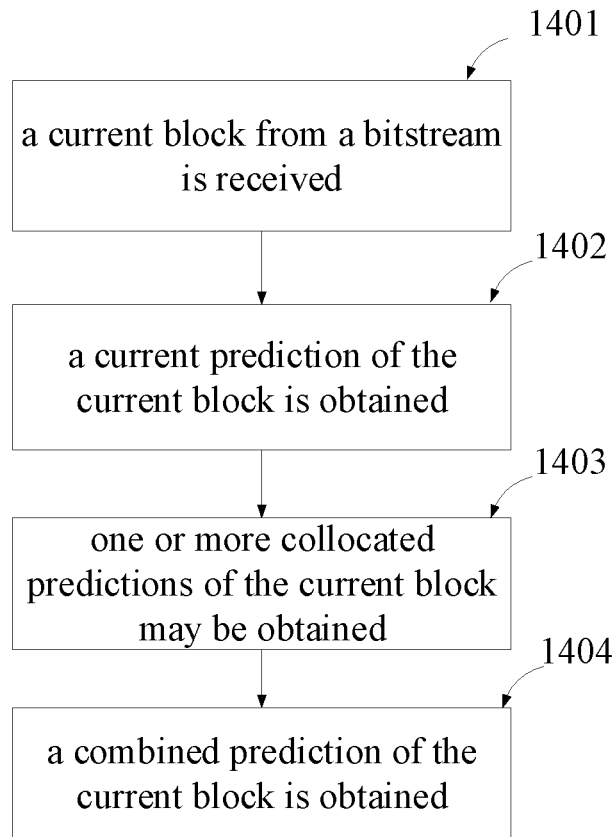 1401
a current block from a bitstream
is received
1402
a current prediction of the
current block is obtained
1403
one or more collocated
predictions of the current block
may be obtained
1404
a combined prediction of the
current block is obtained